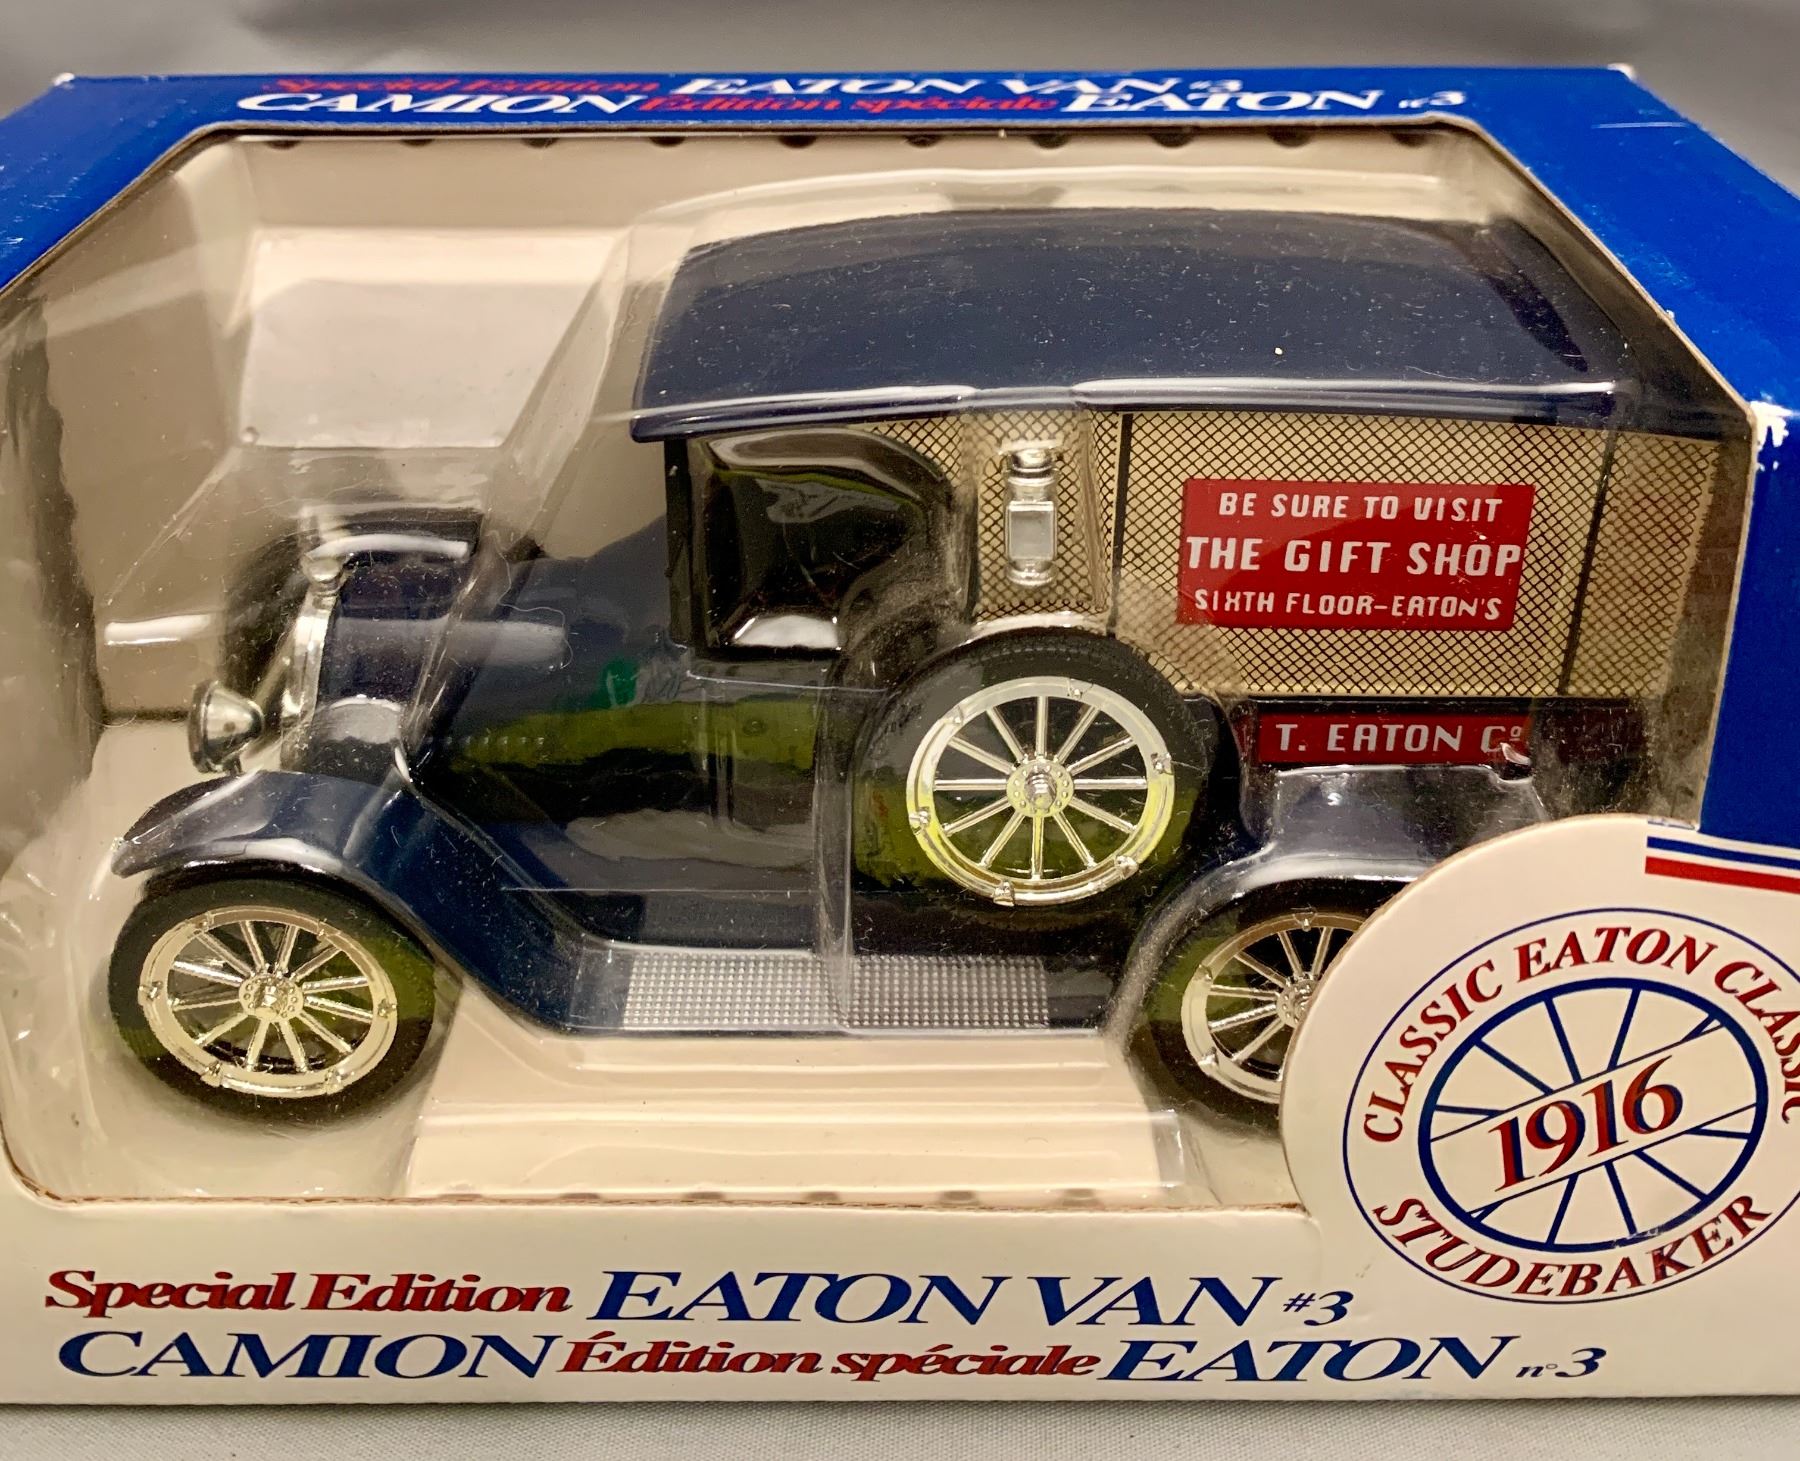 Special Edition EATON VAN #3
CAMION Édition spéciale EATON n° 3
BE SURE TO VISIT
THE GIFT SHOP
SIXTH FLOOR-EATON'S
T. EATON Cº
CLASSIC EATON CLASSIC
1916
STUDEBAKER
Special Edition EATON VAN #3
CAMION Édition spéciale EATON n° 3